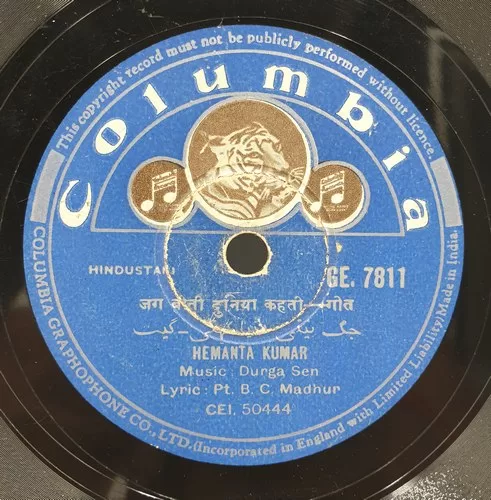 This copyright record must not be publicly performed without licence.
Columbia
HINDUSTANI
GE. 7811
जग बीती दुनिया कहती - गीत
HEMANTA KUMAR
Music: Durga Sen
Lyric: Pt. B. C. Madhur
CEI. 50444
COLUMBIA GRAPHOPHONE CO., LTD. (Incorporated in England with Limited Liability) Made in India.